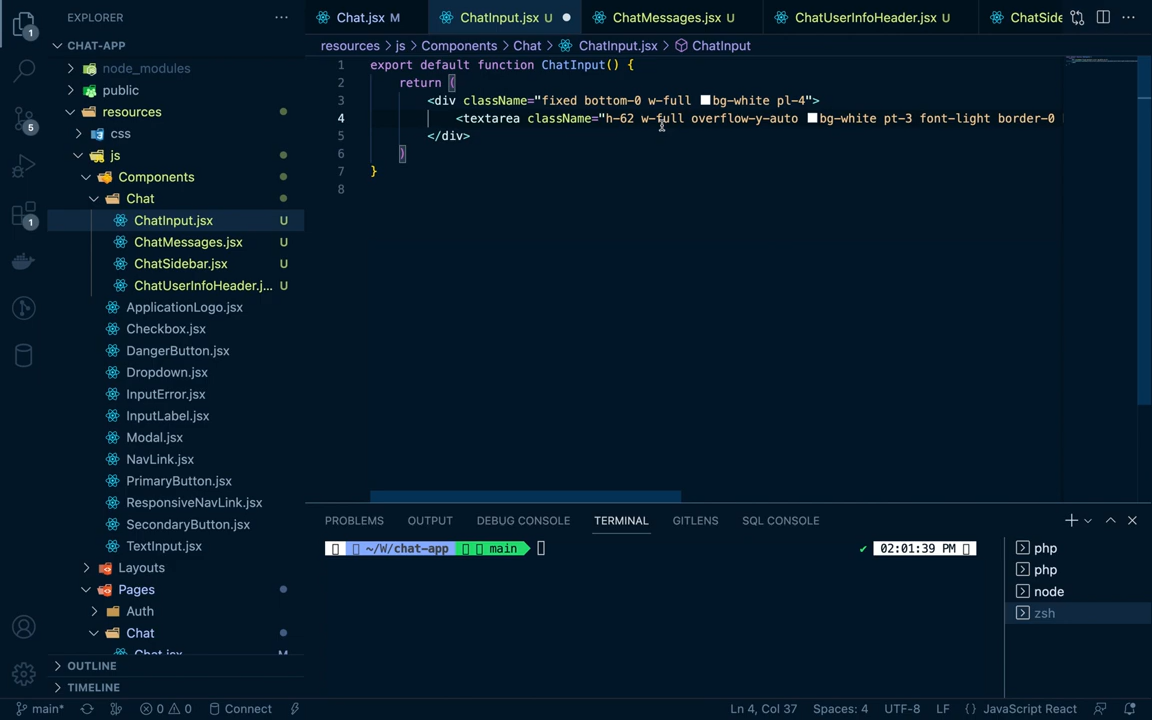 EXPLORER
CHAT-APP
node_modules
public
resources
css
js
Components
Chat
ChatInput.jsx U
ChatMessages.jsx U
ChatSidebar.jsx U
ChatUserInfoHeader.j... U
ApplicationLogo.jsx
Checkbox.jsx
DangerButton.jsx
Dropdown.jsx
InputError.jsx
InputLabel.jsx
Modal.jsx
NavLink.jsx
PrimaryButton.jsx
ResponsiveNavLink.jsx
SecondaryButton.jsx
TextInput.jsx
Layouts
Pages
Auth
Chat
Chat.jsx M
OUTLINE
TIMELINE
1
5
1
Chat.jsx M
ChatInput.jsx U
ChatMessages.jsx U
ChatUserInfoHeader.jsx U
ChatSide
resources > js > Components > Chat > ChatInput.jsx > ChatInput
1 export default function ChatInput() {
2 return (
3 <div className="fixed bottom-0 w-full bg-white pl-4">
4 <textarea className="h-62 w-full overflow-y-auto bg-white pt-3 font-light border-0
5 </div>
6 )
7 }
8
PROBLEMS OUTPUT DEBUG CONSOLE TERMINAL GITLENS SQL CONSOLE
~/W/chat-app main ✔ 02:01:39 PM
php
php
node
zsh
main* 0 0 Connect Ln 4, Col 37 Spaces: 4 UTF-8 LF {} JavaScript React